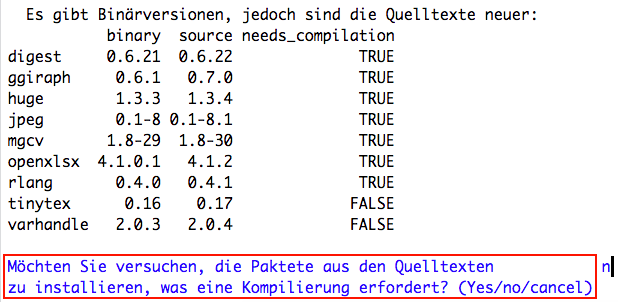 Es gibt Binärversionen, jedoch sind die Quelltexte neuer:
binary source needs_compilation
digest 0.6.21 0.6.22 TRUE
ggiraph 0.6.1 0.7.0 TRUE
huge 1.3.3 1.3.4 TRUE
jpeg 0.1-8 0.1-8.1 TRUE
mgcv 1.8-29 1.8-30 TRUE
openxlsx 4.1.0.1 4.1.2 TRUE
rlang 0.4.0 0.4.1 TRUE
tinytex 0.16 0.17 FALSE
varhandle 2.0.3 2.0.4 FALSE
Möchten Sie versuchen, die Paktete aus den Quelltexten n
zu installieren, was eine Kompilierung erfordert? (Yes/no/cancel)